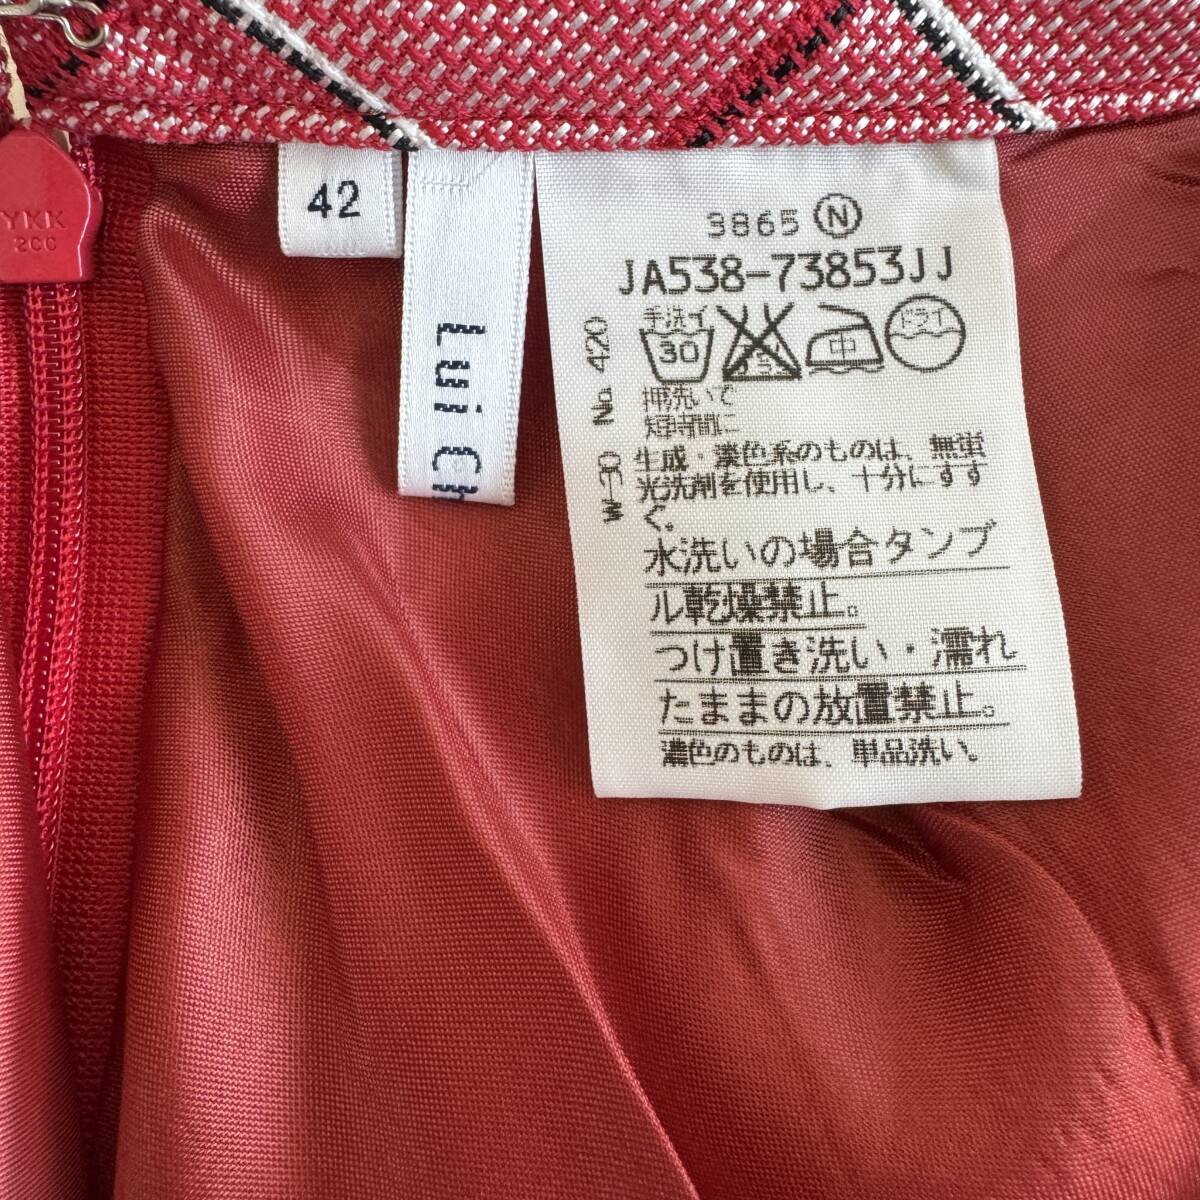 YKK
2CC
42
Lui Ch
3865 Ⓝ
JA538-73853JJ
手洗イ
30
中
ドライ
No. 420
W-30
押洗いで
短時間に
生成・淡色系のものは、無蛍
光洗剤を使用し、十分にすす
ぐ。
水洗いの場合タンブ
ル乾燥禁止。
つけ置き洗い・濡れ
たままの放置禁止。
濃色のものは、単品洗い。